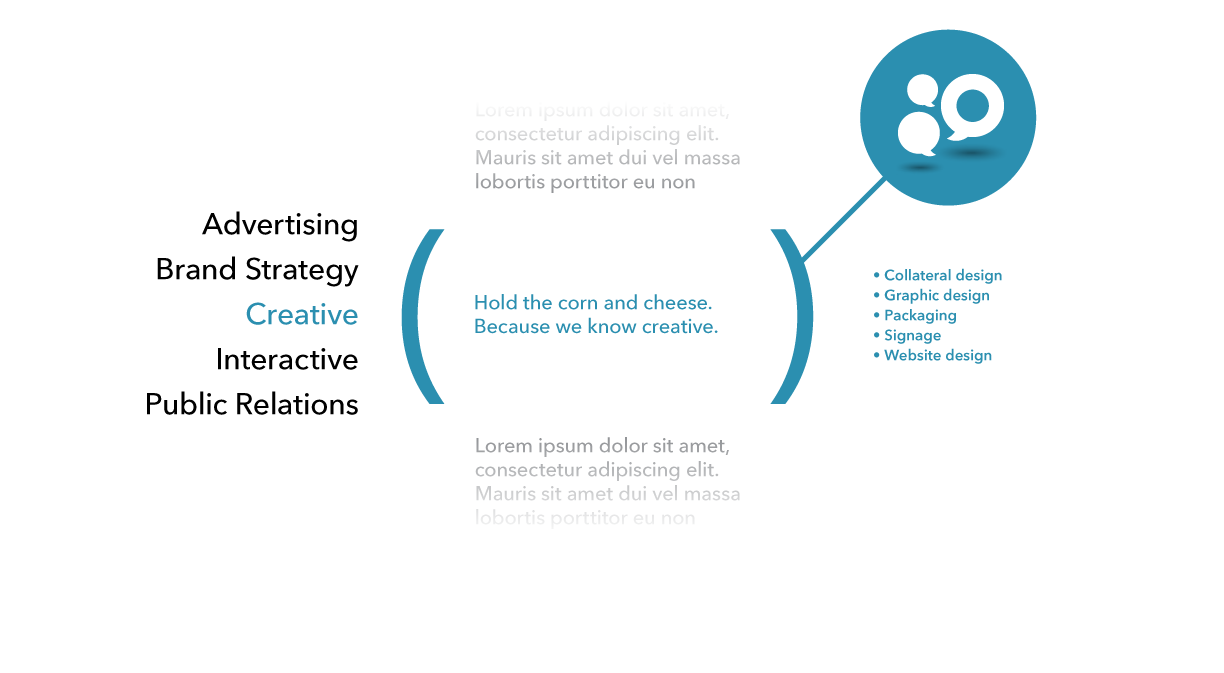 Advertising
Brand Strategy
Creative
Interactive
Public Relations
Lorem ipsum dolor sit amet,
consectetur adipiscing elit.
Mauris sit amet dui vel massa
lobortis porttitor eu non
Hold the corn and cheese.
Because we know creative.
Lorem ipsum dolor sit amet,
consectetur adipiscing elit.
Mauris sit amet dui vel massa
lobortis porttitor eu non
• Collateral design
• Graphic design
• Packaging
• Signage
• Website design